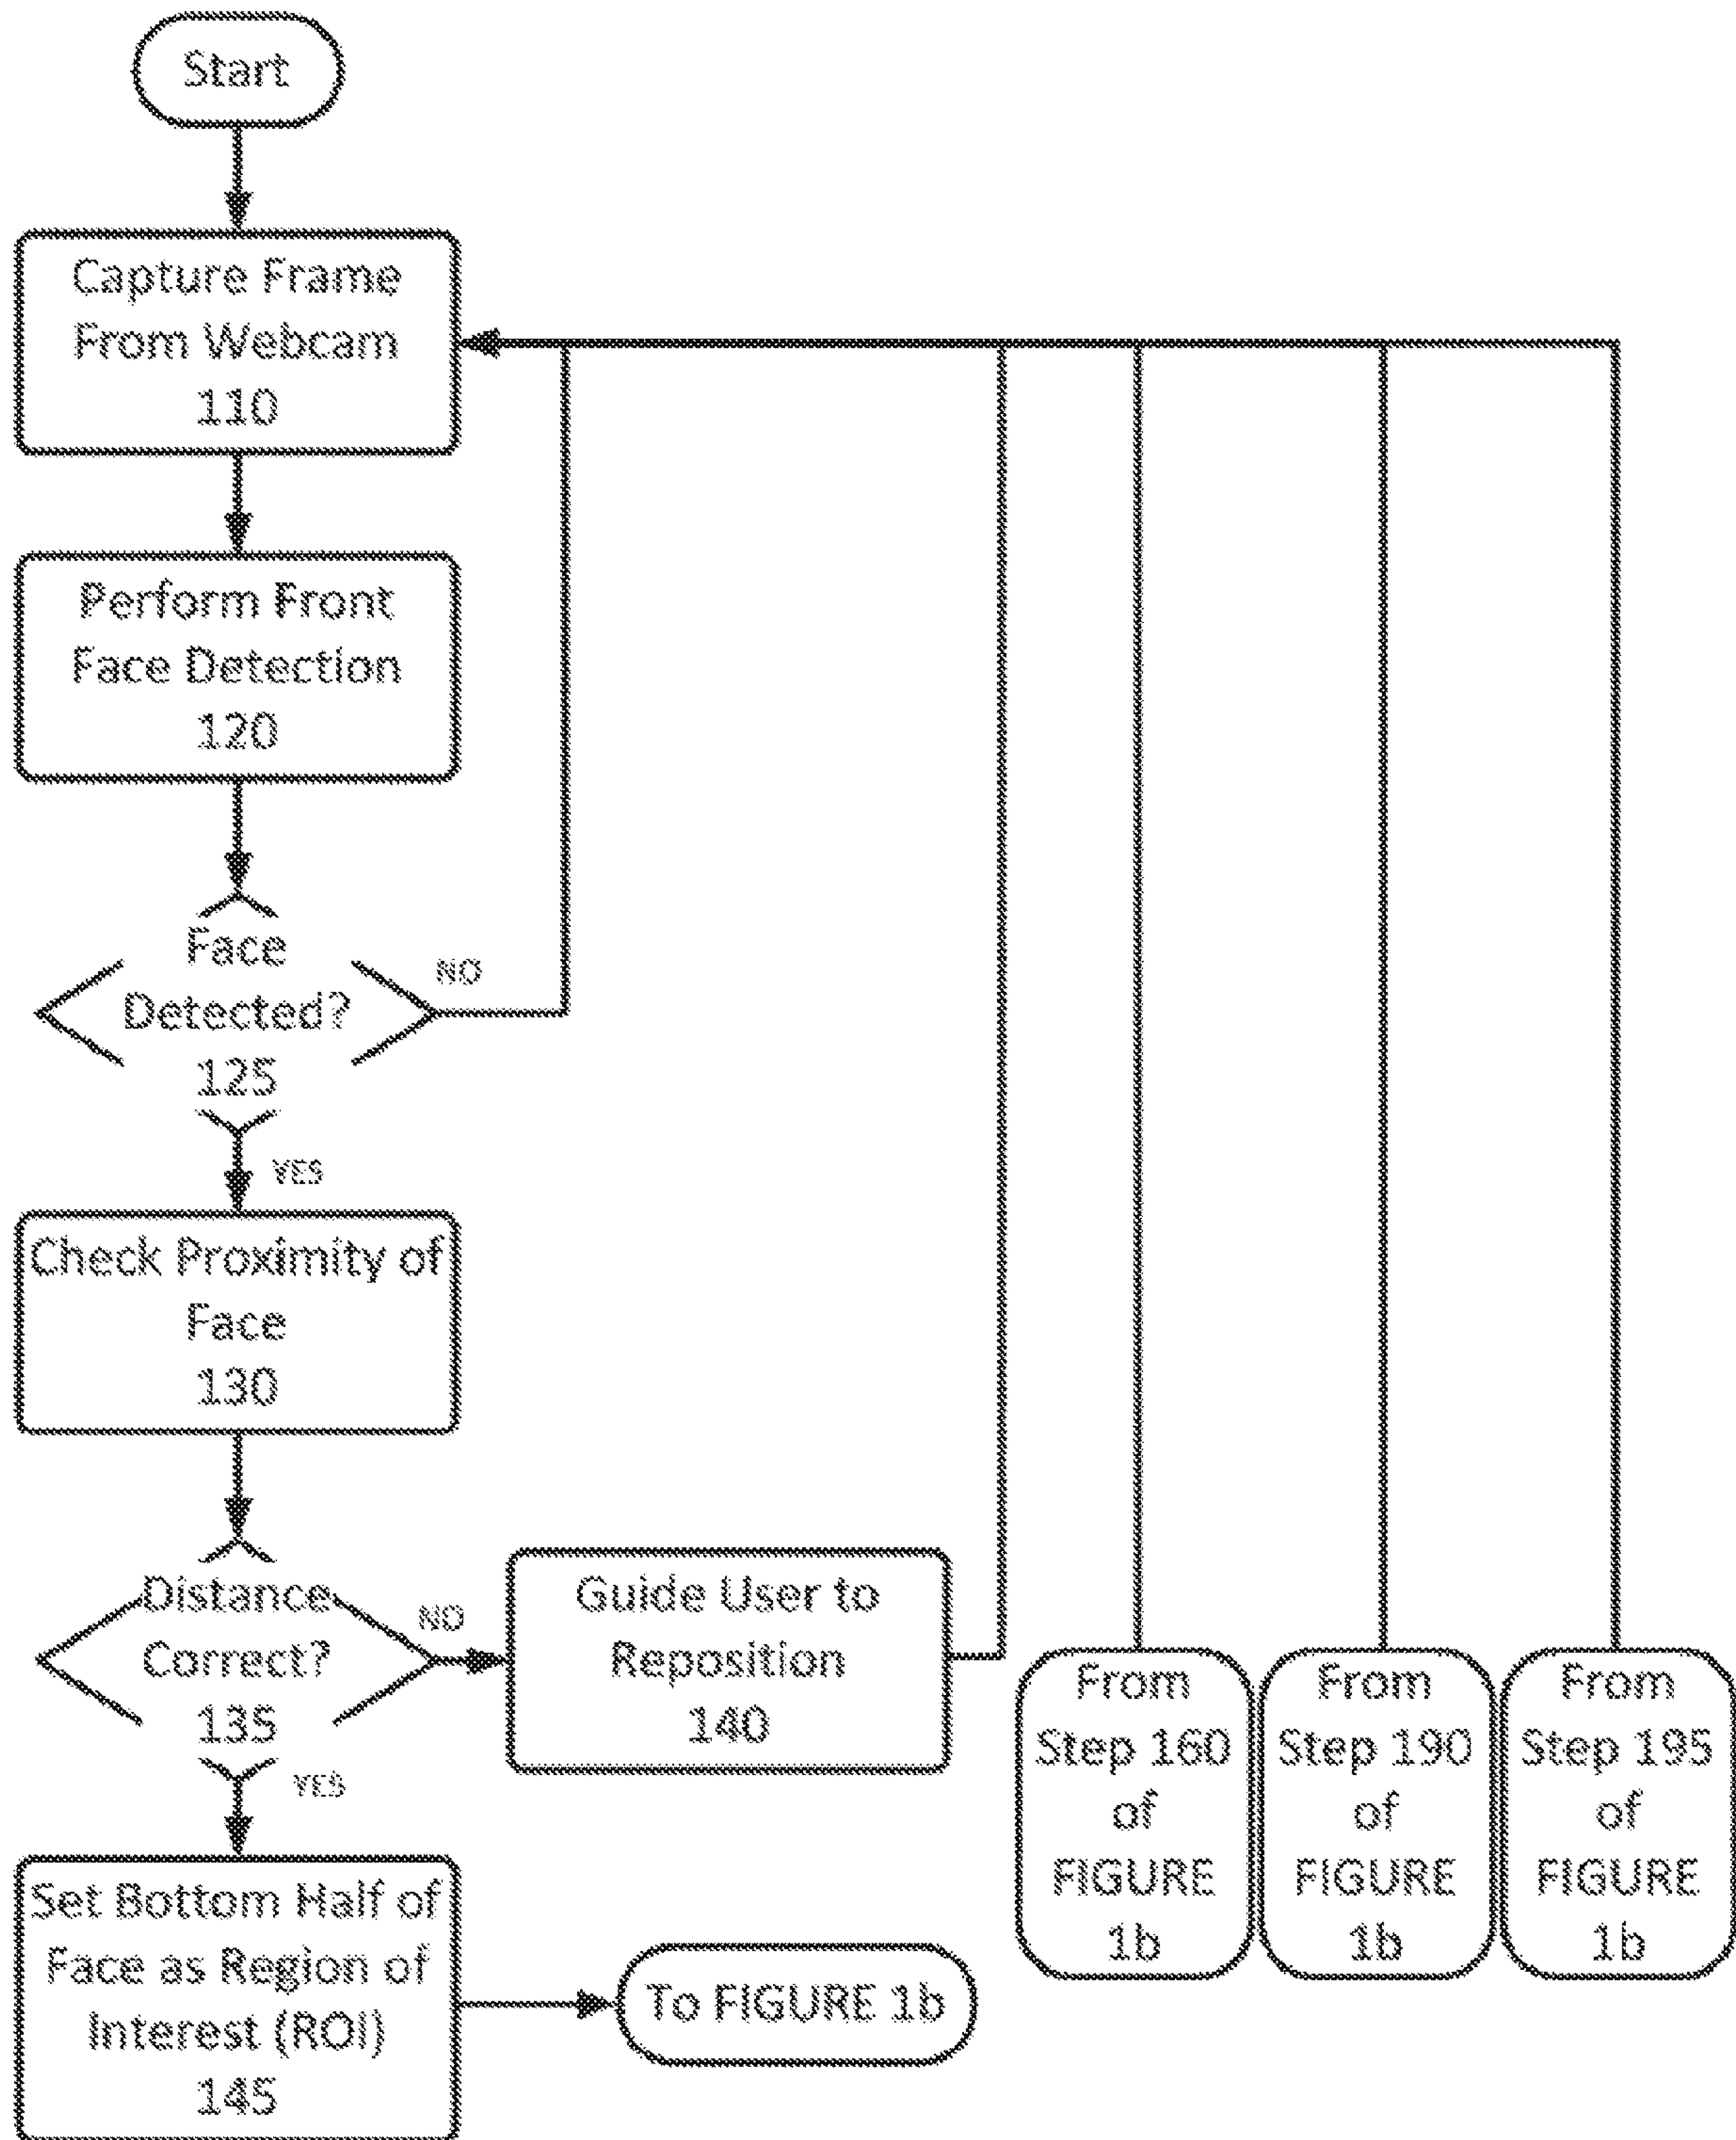 Start
Capture Frame
From Webcam
110
Perform Front
Face Detection
120
Face
Detected?
125
NO
YES
Check Proximity of
Face
130
Distance
Correct?
135
NO
YES
Guide User to
Reposition
140
Set Bottom Half of
Face as Region of
Interest (ROI)
145
To FIGURE 1b
From
Step 160
of
FIGURE
1b
From
Step 190
of
FIGURE
1b
From
Step 195
of
FIGURE
1b